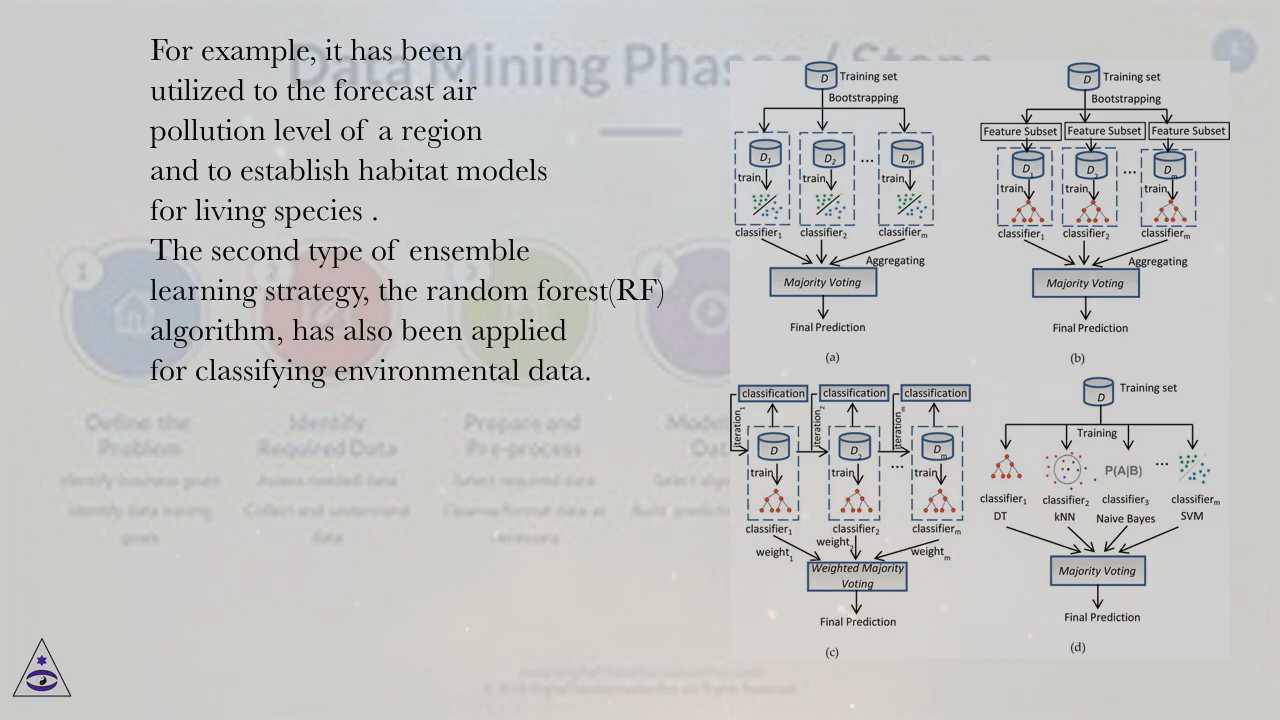 For example, it has been
utilized to the forecast air
pollution level of a region
and to establish habitat models
for living species .
The second type of ensemble
learning strategy, the random forest(RF)
algorithm, has also been applied
for classifying environmental data.
Data Mining Phases / Steps
1
2
3
4
Define the Problem
Identify Required Data
Prepare and Pre-process
D Training set
Bootstrapping
D1 D2 ... Dm
train train train
classifier1 classifier2 classifierm
Aggregating
Majority Voting
Final Prediction
(a)
D Training set
Bootstrapping
Feature Subset Feature Subset Feature Subset
D1 D2 ... Dm
train train train
classifier1 classifier2 classifierm
Aggregating
Majority Voting
Final Prediction
(b)
classification classification classification
iteration1 iteration2 iterationm
D D2 ... Dm
train train train
classifier1 classifier2 classifierm
weight1 weight2 weightm
Weighted Majority
Voting
Final Prediction
(c)
D Training set
Training
P(A|B) ...
classifier1 classifier2 classifier3 classifierm
DT kNN Naive Bayes SVM
Majority Voting
Final Prediction
(d)